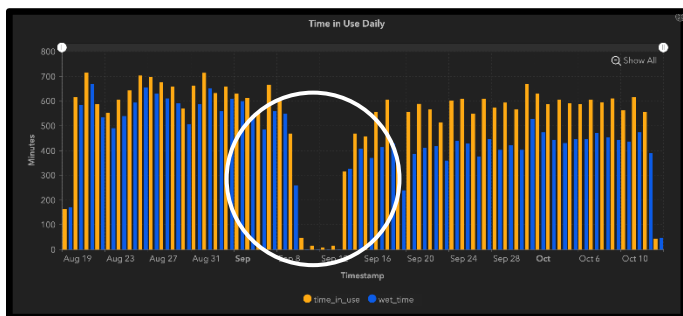 Time in Use Daily
800
Show All
700
600
500
400
300
200
100
0
Minutes
Aug 19 Aug 23 Aug 27 Aug 31 Sep Sep 8 Sep 16 Sep 20 Sep 24 Sep 28 Oct Oct 6 Oct 10
Timestamp
time_in_use wet_time